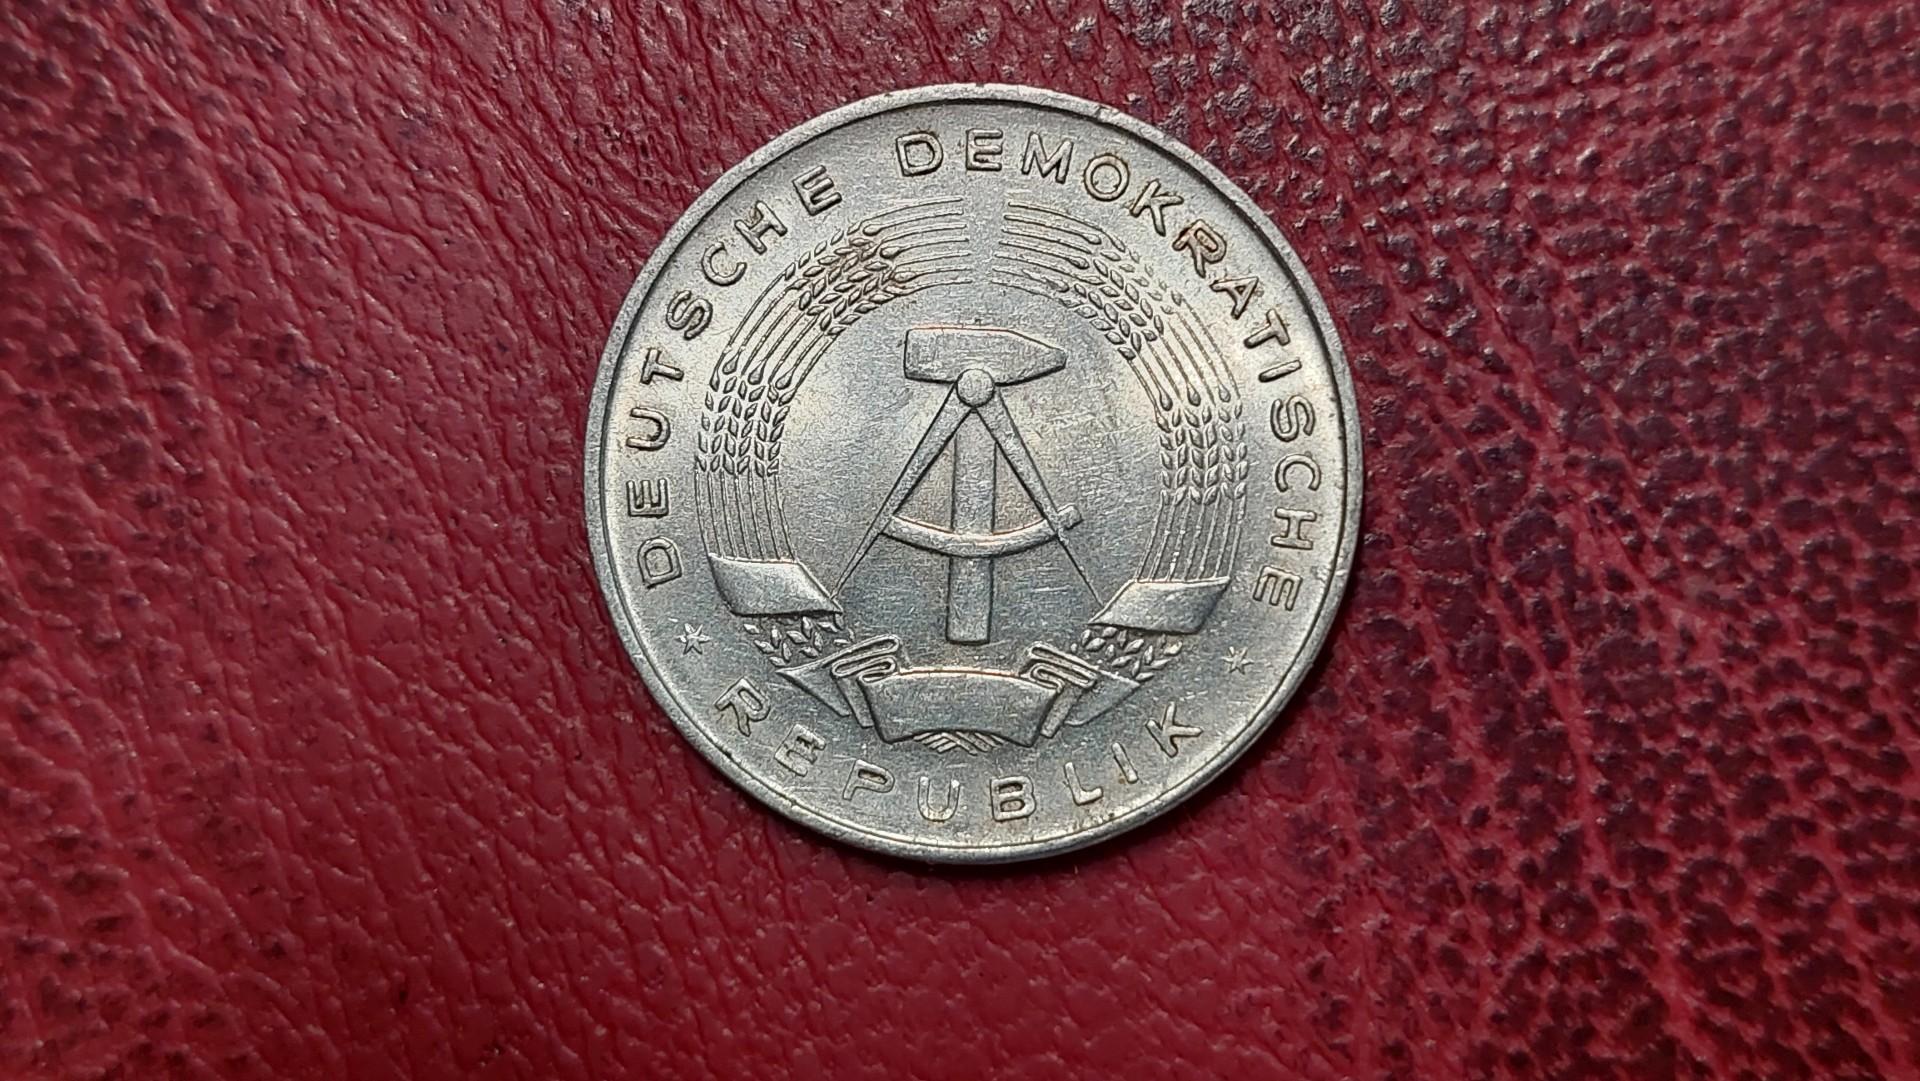 DEUTSCHE DEMOKRATISCHE
* REPUBLIK *